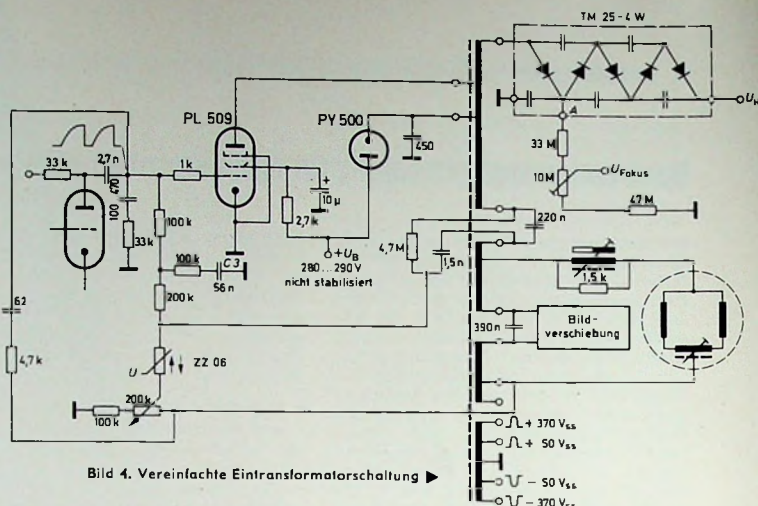 TM 25-4 W
PL 509
PY 500
33 k
2,7 n
470
100
33 k
1 k
100 k
100 k
C 3
56 n
200 k
2,7 k
10 µ
+
+U_B
280 ... 290 V
nicht stabilisiert
450
A
33 M
10 M
U_Fokus
47 M
220 n
4,7 M
1,5 n
1,5 k
390 n
Bild-
verschiebung
62
4,7 k
U
ZZ 06
200 k
100 k
+ 370 V_ss
+ 50 V_ss
- 50 V_ss
- 370 V_ss
Bild 4. Vereinfachte Eintransformatorschaltung ▶